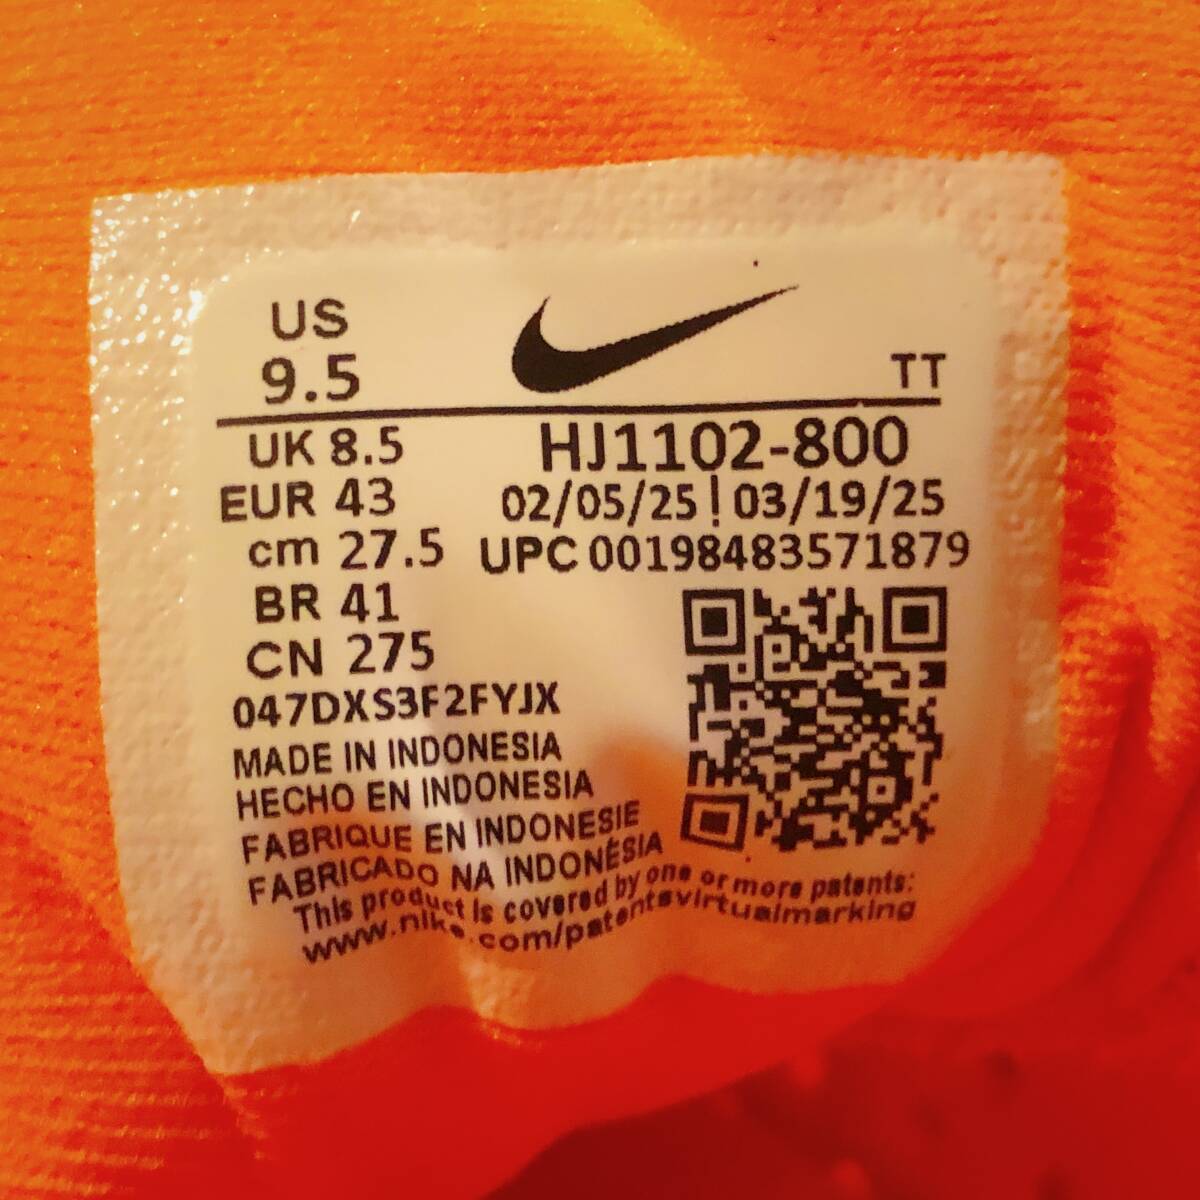 US
9.5
TT
UK 8.5
HJ1102-800
EUR 43
02/05/25 | 03/19/25
cm 27.5
UPC 001984835​71879
BR 41
CN 275
047DXS3F2FYJX
MADE IN INDONESIA
HECHO EN INDONESIA
FABRIQUE EN INDONESIE
FABRICADO NA INDONÉSIA
This product is covered by one or more patents:
www.nike.com/patentsvirtualmarking